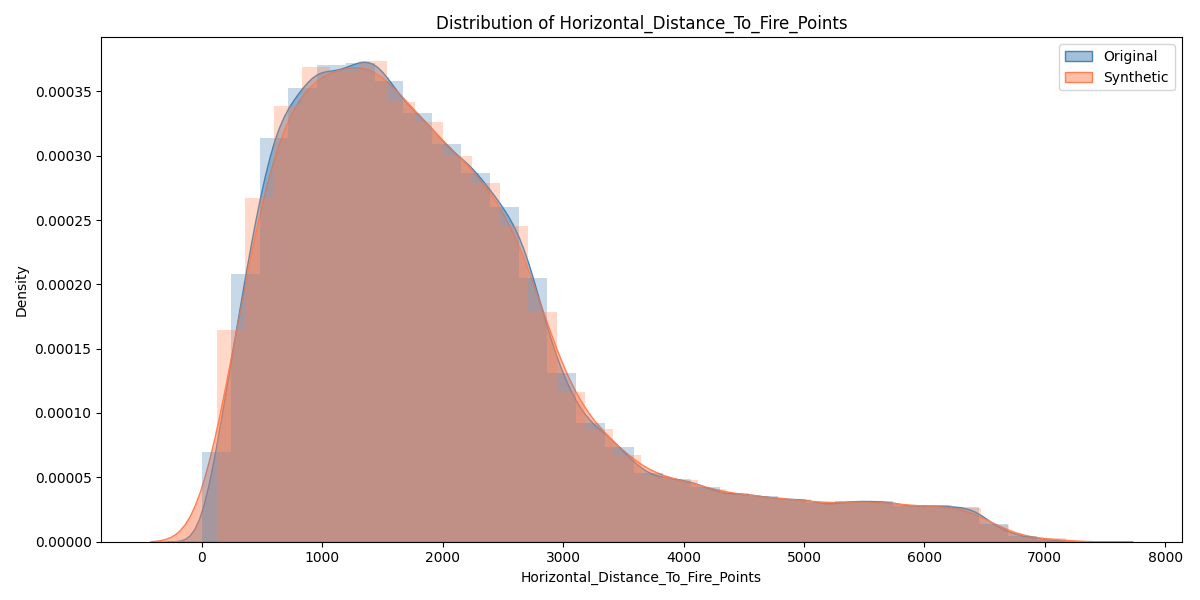 Distribution of Horizontal_Distance_To_Fire_Points
Original
Synthetic
0.00035
0.00030
0.00025
0.00020
0.00015
0.00010
0.00005
0.00000
Density
0 1000 2000 3000 4000 5000 6000 7000 8000
Horizontal_Distance_To_Fire_Points